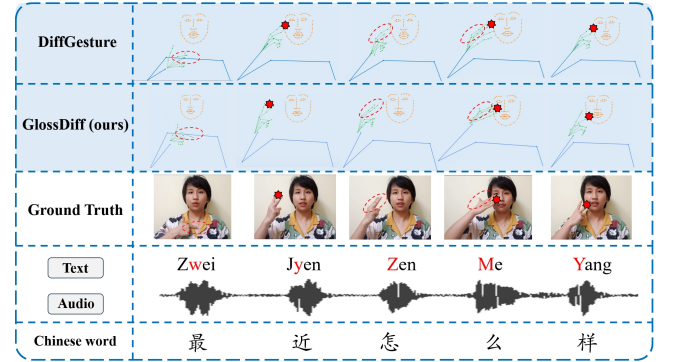 DiffGesture
GlossDiff (ours)
Ground Truth
Text Zwei Jyen Zen Me Yang
Audio
Chinese word 最 近 怎 么 样